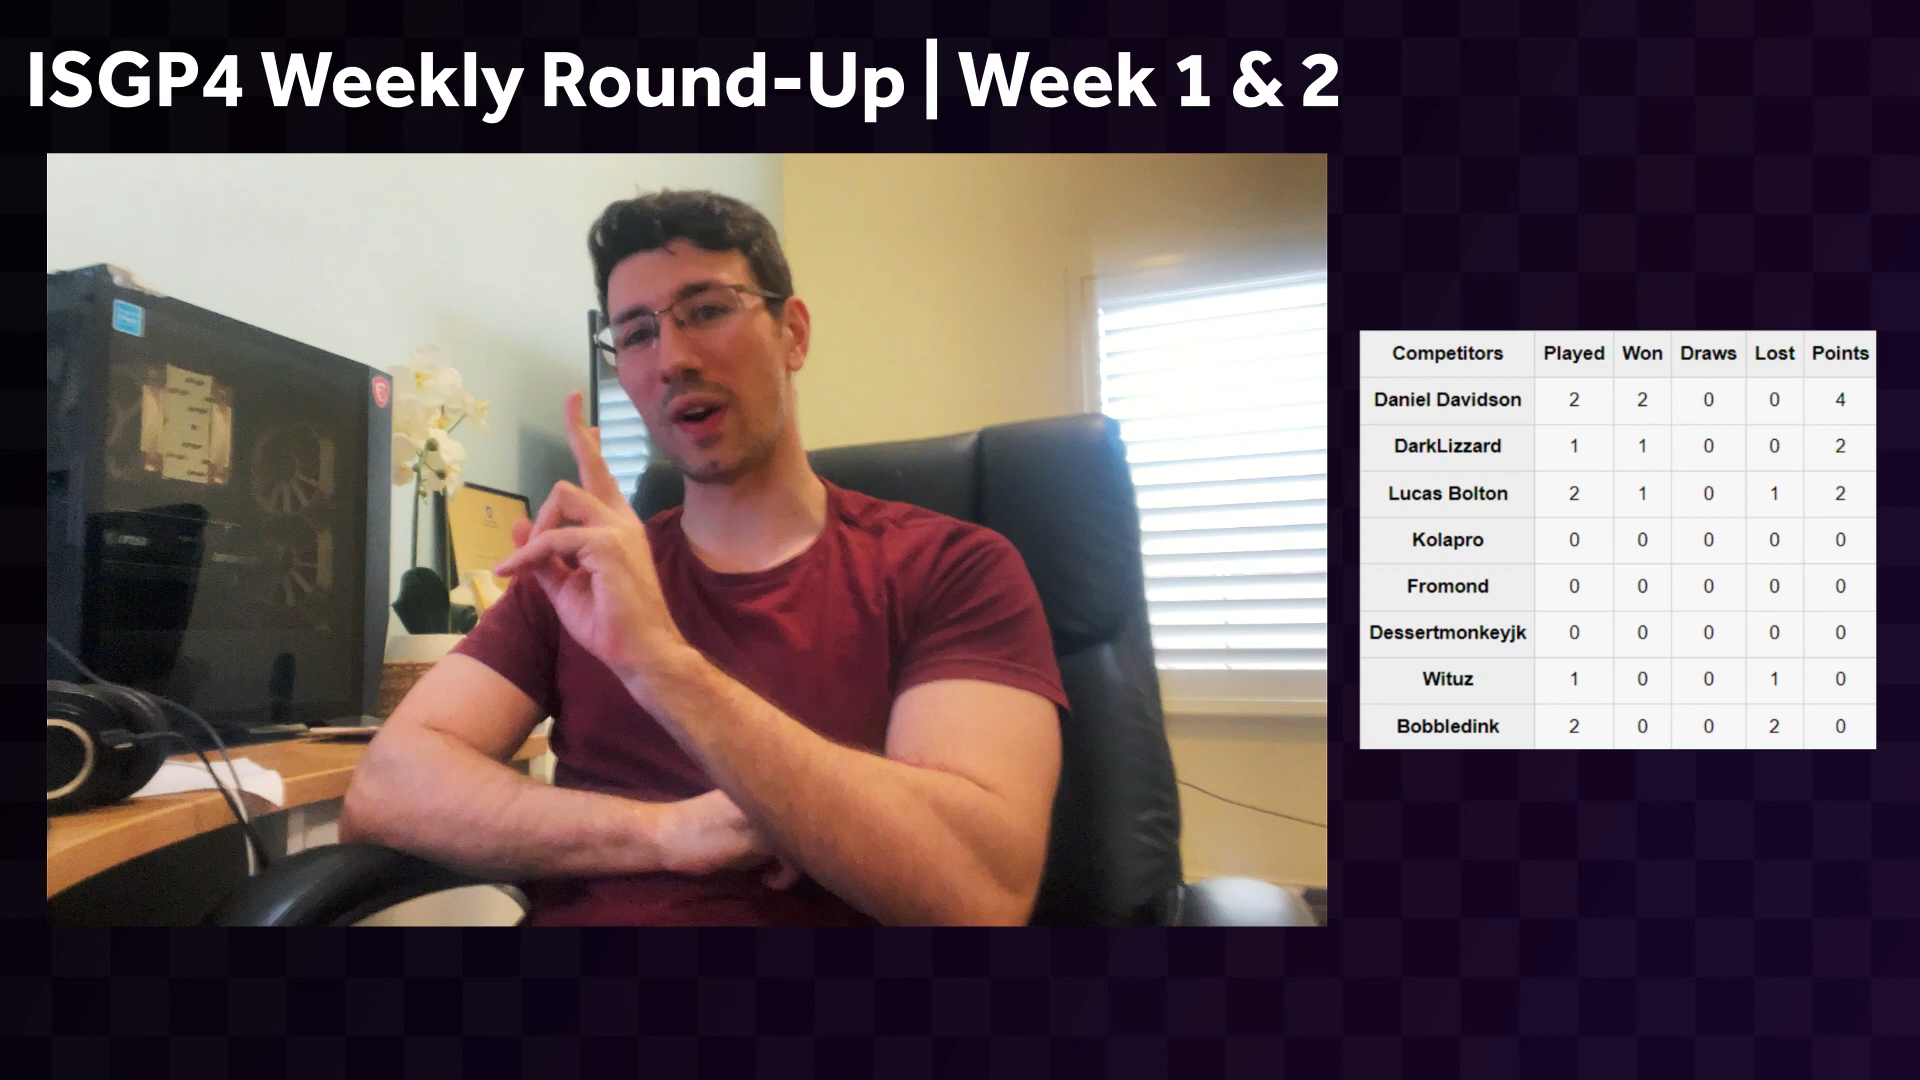 ISGP4 Weekly Round-Up | Week 1 & 2
Competitors Played Won Draws Lost Points
Daniel Davidson 2 2 0 0 4
DarkLizzard 1 1 0 0 2
Lucas Bolton 2 1 0 1 2
Kolapro 0 0 0 0 0
Fromond 0 0 0 0 0
Dessertmonkeyjk 0 0 0 0 0
Wituz 1 0 0 1 0
Bobbledink 2 0 0 2 0